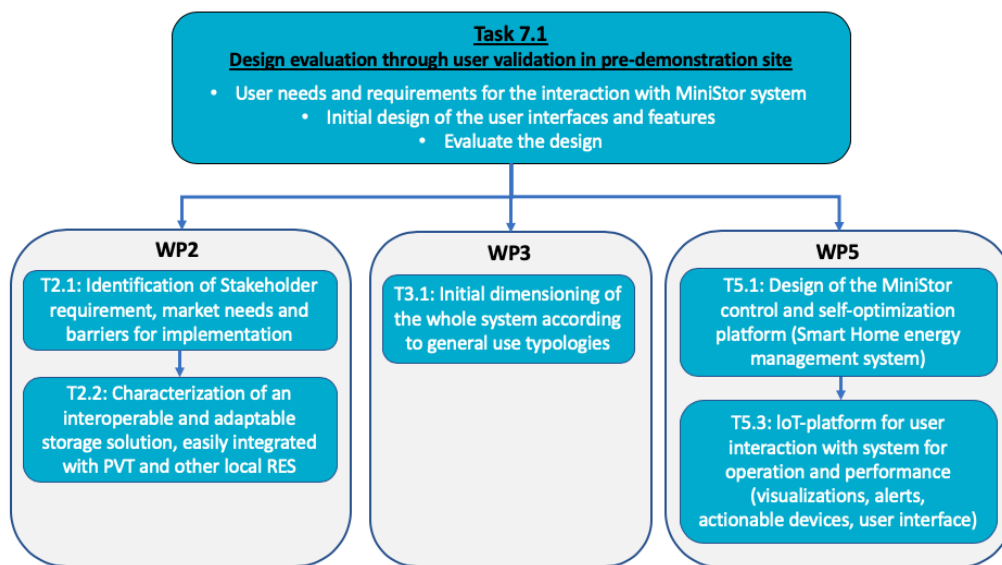 Task 7.1
Design evaluation through user validation in pre-demonstration site
• User needs and requirements for the interaction with MiniStor system
• Initial design of the user interfaces and features
• Evaluate the design
WP2
T2.1: Identification of Stakeholder
requirement, market needs and
barriers for implementation
T2.2: Characterization of an
interoperable and adaptable
storage solution, easily integrated
with PVT and other local RES
WP3
T3.1: Initial dimensioning of
the whole system according
to general use typologies
WP5
T5.1: Design of the MiniStor
control and self-optimization
platform (Smart Home energy
management system)
T5.3: IoT-platform for user
interaction with system for
operation and performance
(visualizations, alerts,
actionable devices, user interface)